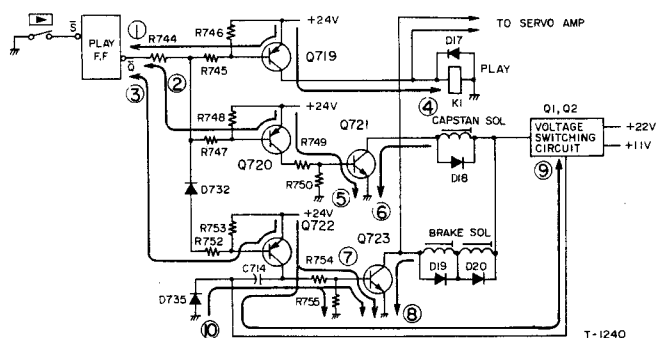 TO SERVO AMP
+24V
①
R746
S̅
R744
D17
PLAY
F.F
R745
Q719
PLAY
Q̅
②
③
④
K1
+24V
CAPSTAN SOL
Q1, Q2
R748
Q721
VOLTAGE
SWITCHING
CIRCUIT
+22V
+11V
R749
R747
Q720
D18
⑨
R750
⑤
⑥
D732
+24V
BRAKE SOL
R753
Q722
Q723
R752
⑦
C714
R754
D19
D20
D735
R755
⑧
⑩
T-1240